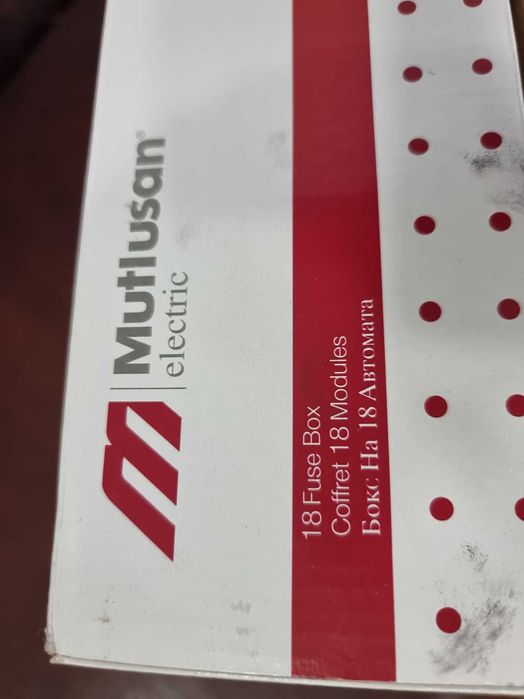 Mutlusan®
electric
18 Fuse Box
Coffret 18 Modules
Бокс На 18 Автомата